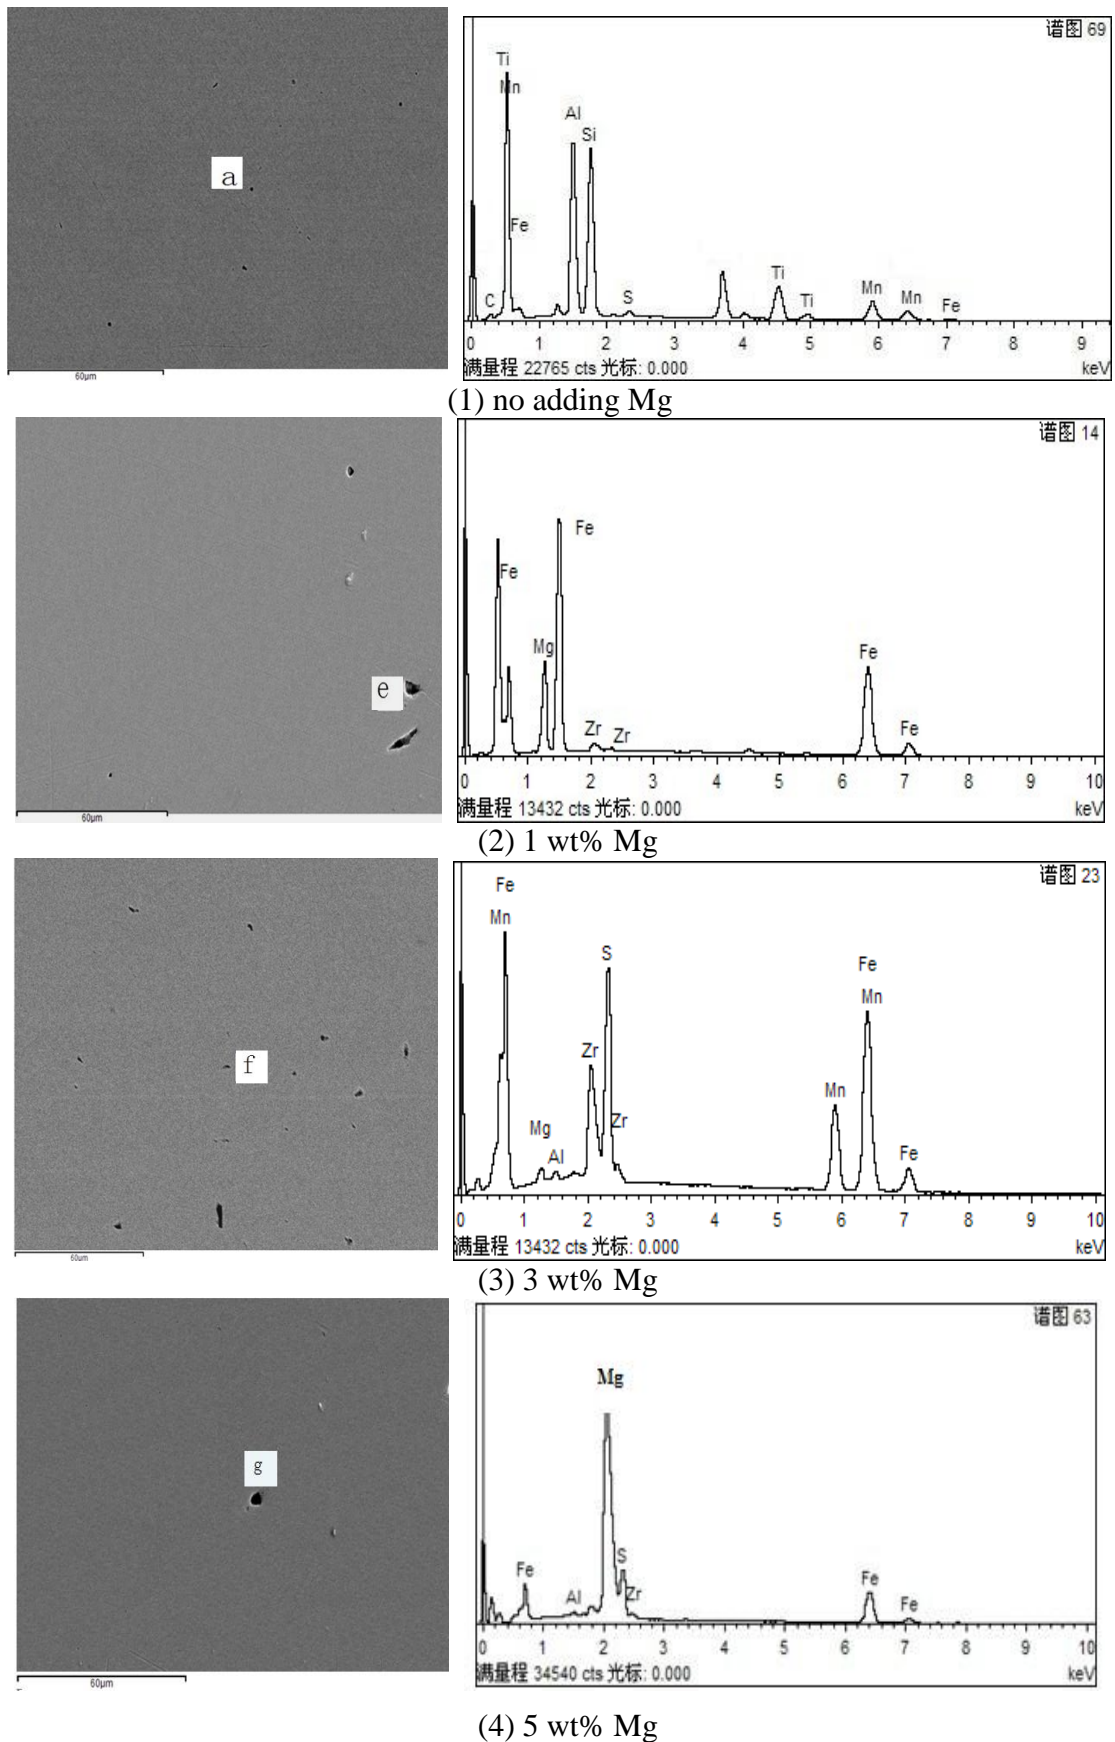 a
60μm
谱图 69
Ti
Mn
Al
Si
Fe
C
S
Ti
Ti
Mn
Mn
Fe
0 1 2 3 4 5 6 7 8 9
满量程 22765 cts 光标: 0.000
keV
(1) no adding Mg
e
60μm
谱图 14
Fe
Fe
Mg
Zr
Zr
Fe
Fe
0 1 2 3 4 5 6 7 8 9 10
满量程 13432 cts 光标: 0.000
keV
(2) 1 wt% Mg
f
60μm
谱图 23
Fe
Mn
S
Zr
Zr
Mg
Al
Fe
Mn
Mn
Fe
0 1 2 3 4 5 6 7 8 9 10
满量程 13432 cts 光标: 0.000
keV
(3) 3 wt% Mg
g
60μm
谱图 63
Mg
Fe
Al
S
Zr
Fe
Fe
0 1 2 3 4 5 6 7 8 9 10
满量程 34540 cts 光标: 0.000
keV
(4) 5 wt% Mg